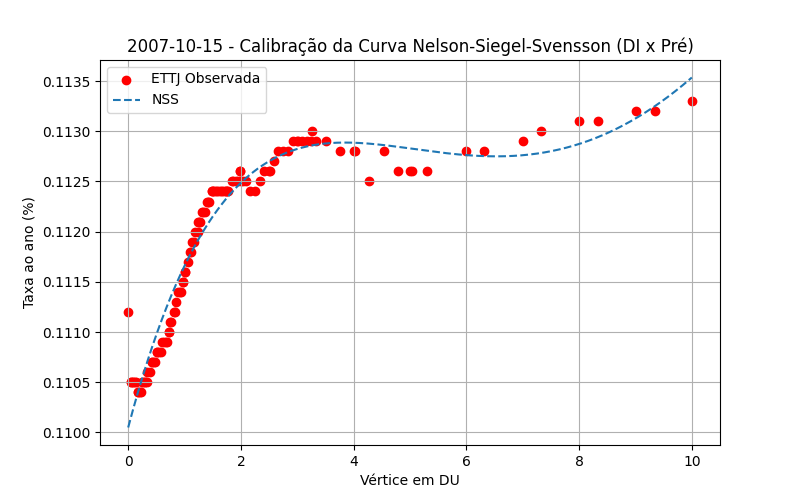 2007-10-15 - Calibração da Curva Nelson-Siegel-Svensson (DI x Pré)
ETTJ Observada
NSS
Taxa ao ano (%)
0.1135
0.1130
0.1125
0.1120
0.1115
0.1110
0.1105
0.1100
0 2 4 6 8 10
Vértice em DU